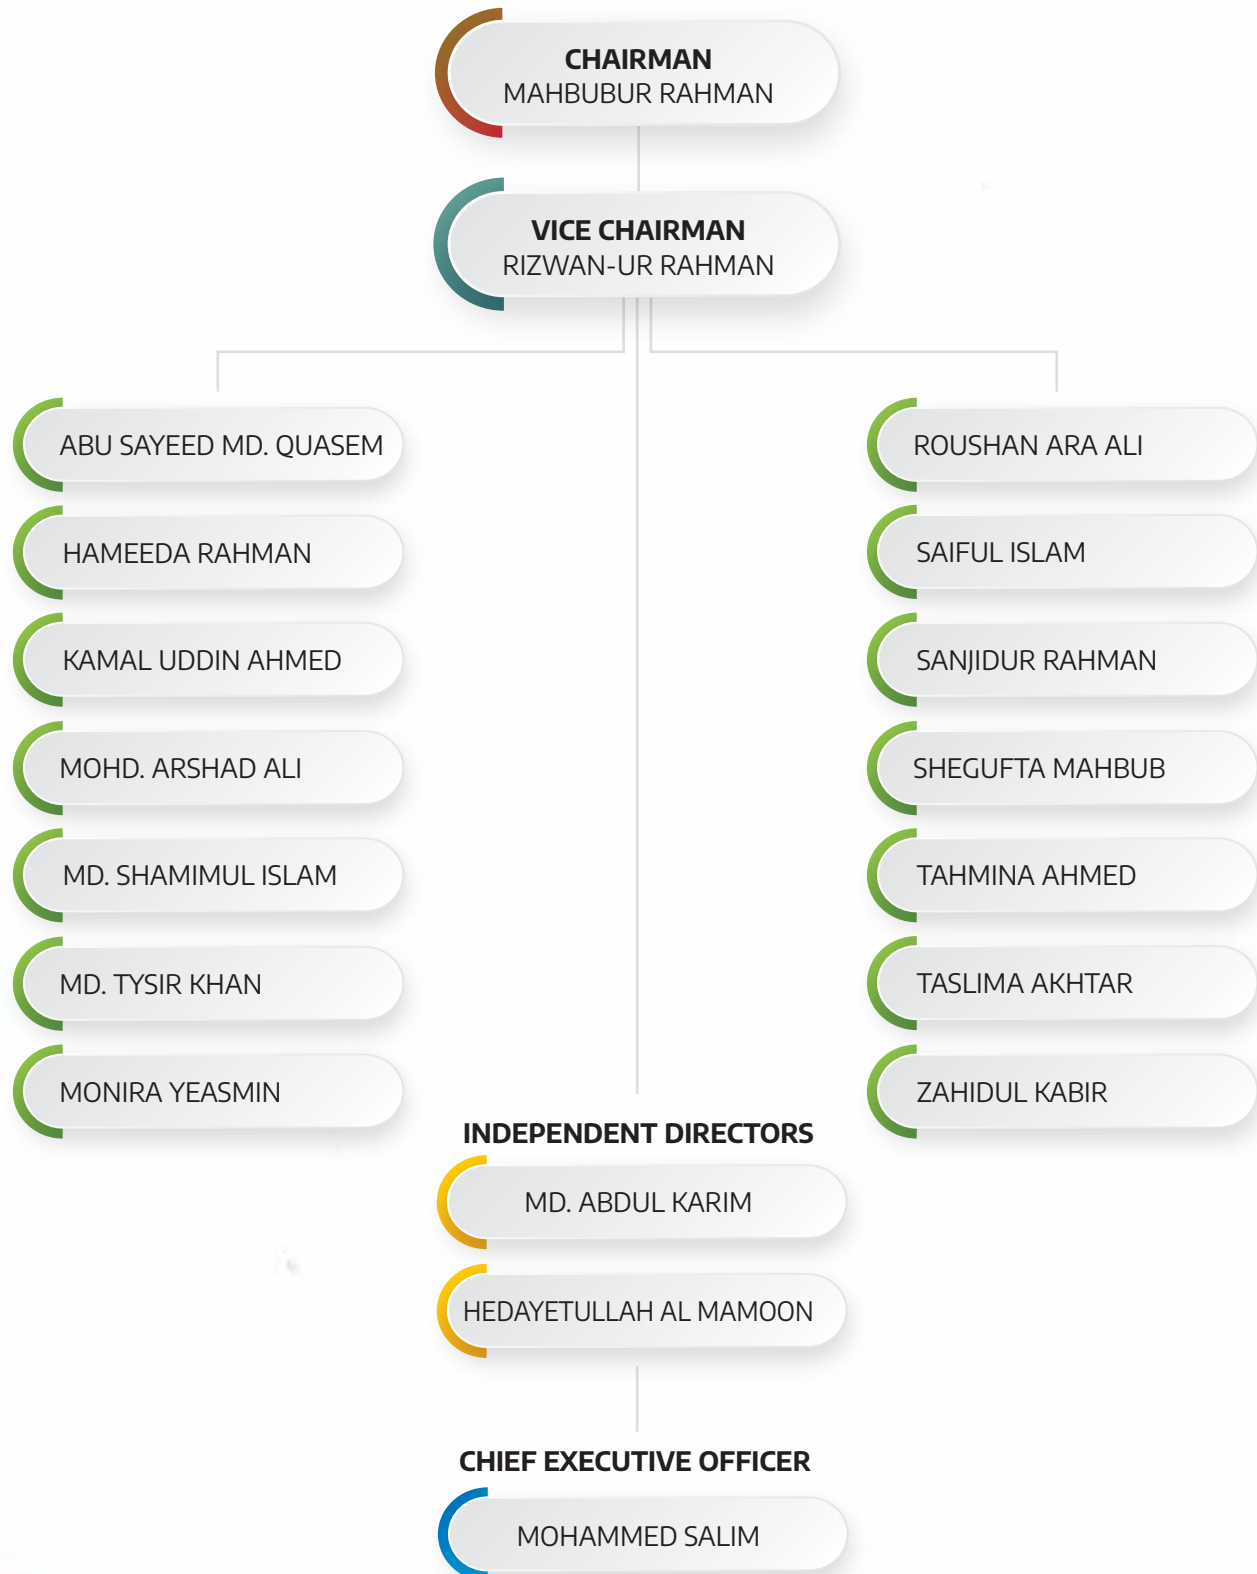 CHAIRMAN
MAHBUBUR RAHMAN
VICE CHAIRMAN
RIZWAN-UR RAHMAN
ABU SAYEED MD. QUASEM
HAMEEDA RAHMAN
KAMAL UDDIN AHMED
MOHD. ARSHAD ALI
MD. SHAMIMUL ISLAM
MD. TYSIR KHAN
MONIRA YEASMIN
ROUSHAN ARA ALI
SAIFUL ISLAM
SANJIDUR RAHMAN
SHEGUFTA MAHBUB
TAHMINA AHMED
TASLIMA AKHTAR
ZAHIDUL KABIR
INDEPENDENT DIRECTORS
MD. ABDUL KARIM
HEDAYETULLAH AL MAMOON
CHIEF EXECUTIVE OFFICER
MOHAMMED SALIM